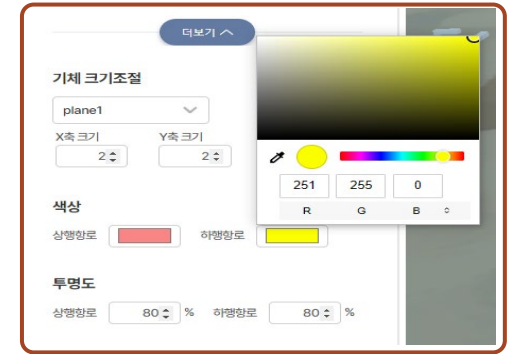 더보기
기체 크기조절
plane1
X축 크기 Y축 크기
2 2
251 255 0
R G B
색상
상행항로 하행항로
투명도
상행항로 80 % 하행항로 80 %